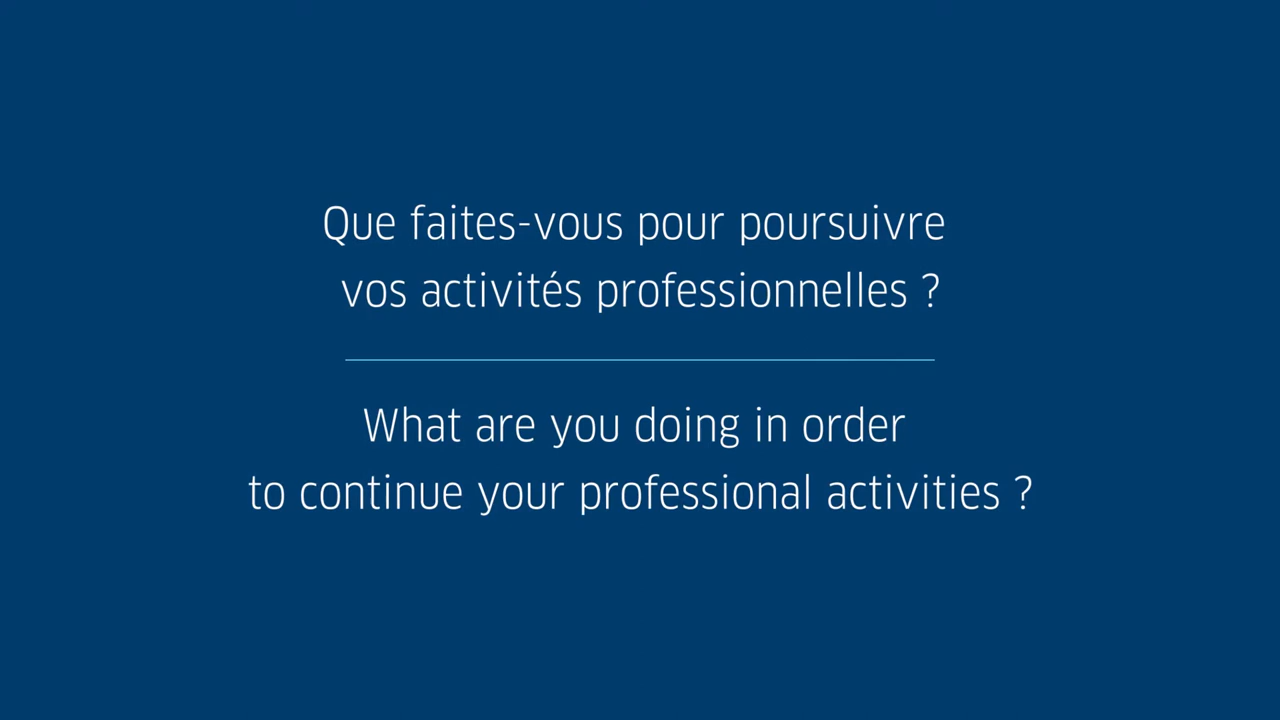 Que faites-vous pour poursuivre
vos activités professionnelles ?
What are you doing in order
to continue your professional activities ?